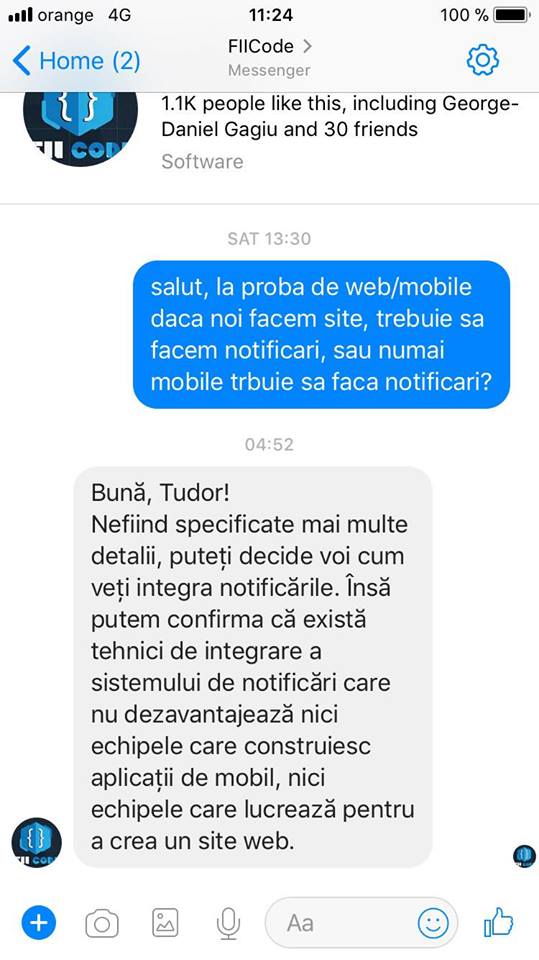 orange 4G 11:24 100 %
Home (2) FIICode
Messenger
1.1K people like this, including George-
Daniel Gagiu and 30 friends
Software
FII CODE
SAT 13:30
salut, la proba de web/mobile
daca noi facem site, trebuie sa
facem notificari, sau numai
mobile trbuie sa faca notificari?
04:52
Bună, Tudor!
Nefiind specificate mai multe
detalii, puteți decide voi cum
veți integra notificările. Însă
putem confirma că există
tehnici de integrare a
sistemului de notificări care
nu dezavantajează nici
echipele care construiesc
aplicații de mobil, nici
echipele care lucrează pentru
a crea un site web.
Aa